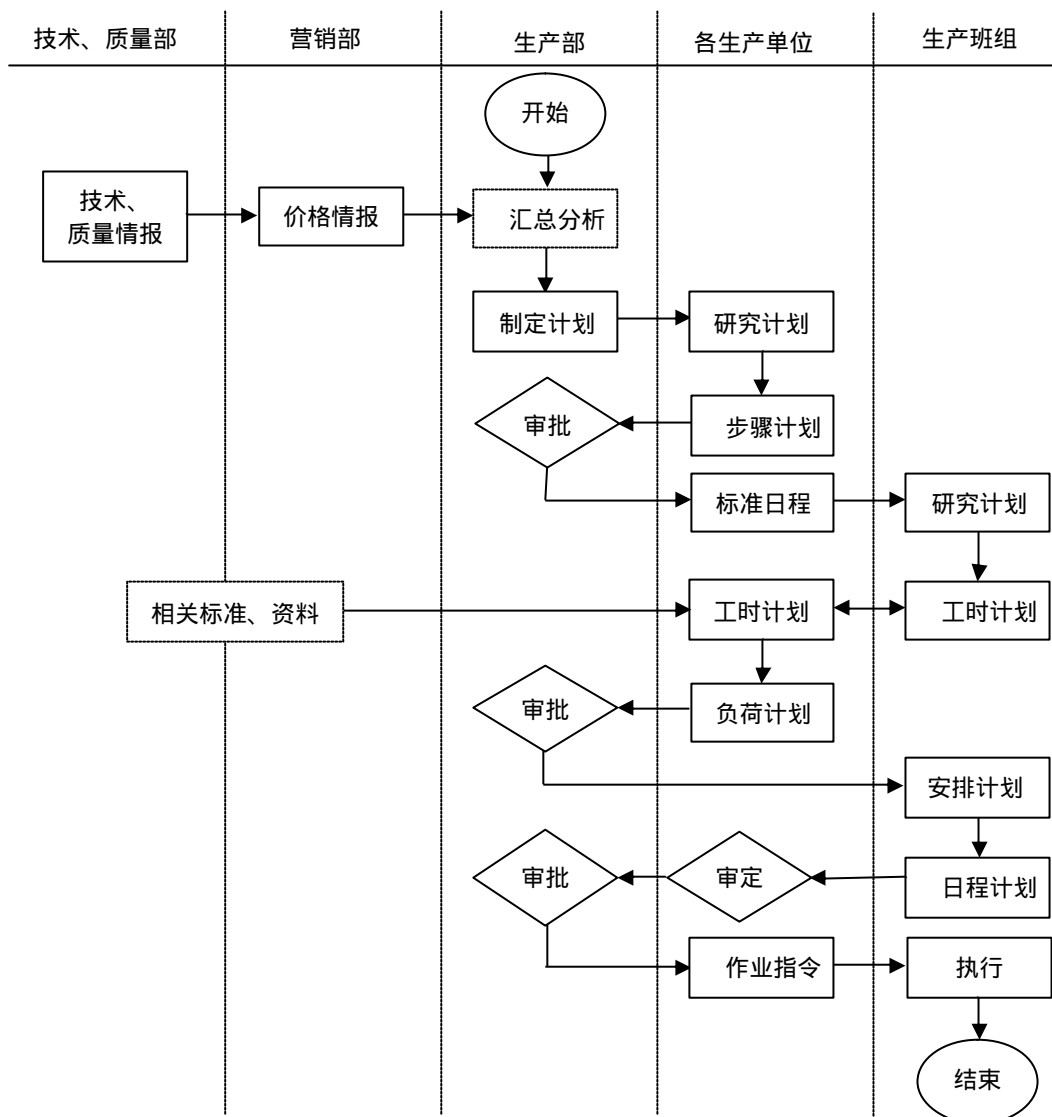 技术、质量部
营销部
生产部
各生产单位
生产班组
开始
技术、
质量情报
价格情报
汇总分析
制定计划
研究计划
审批
步骤计划
标准日程
研究计划
相关标准、资料
工时计划
工时计划
审批
负荷计划
安排计划
审批
审定
日程计划
作业指令
执行
结束